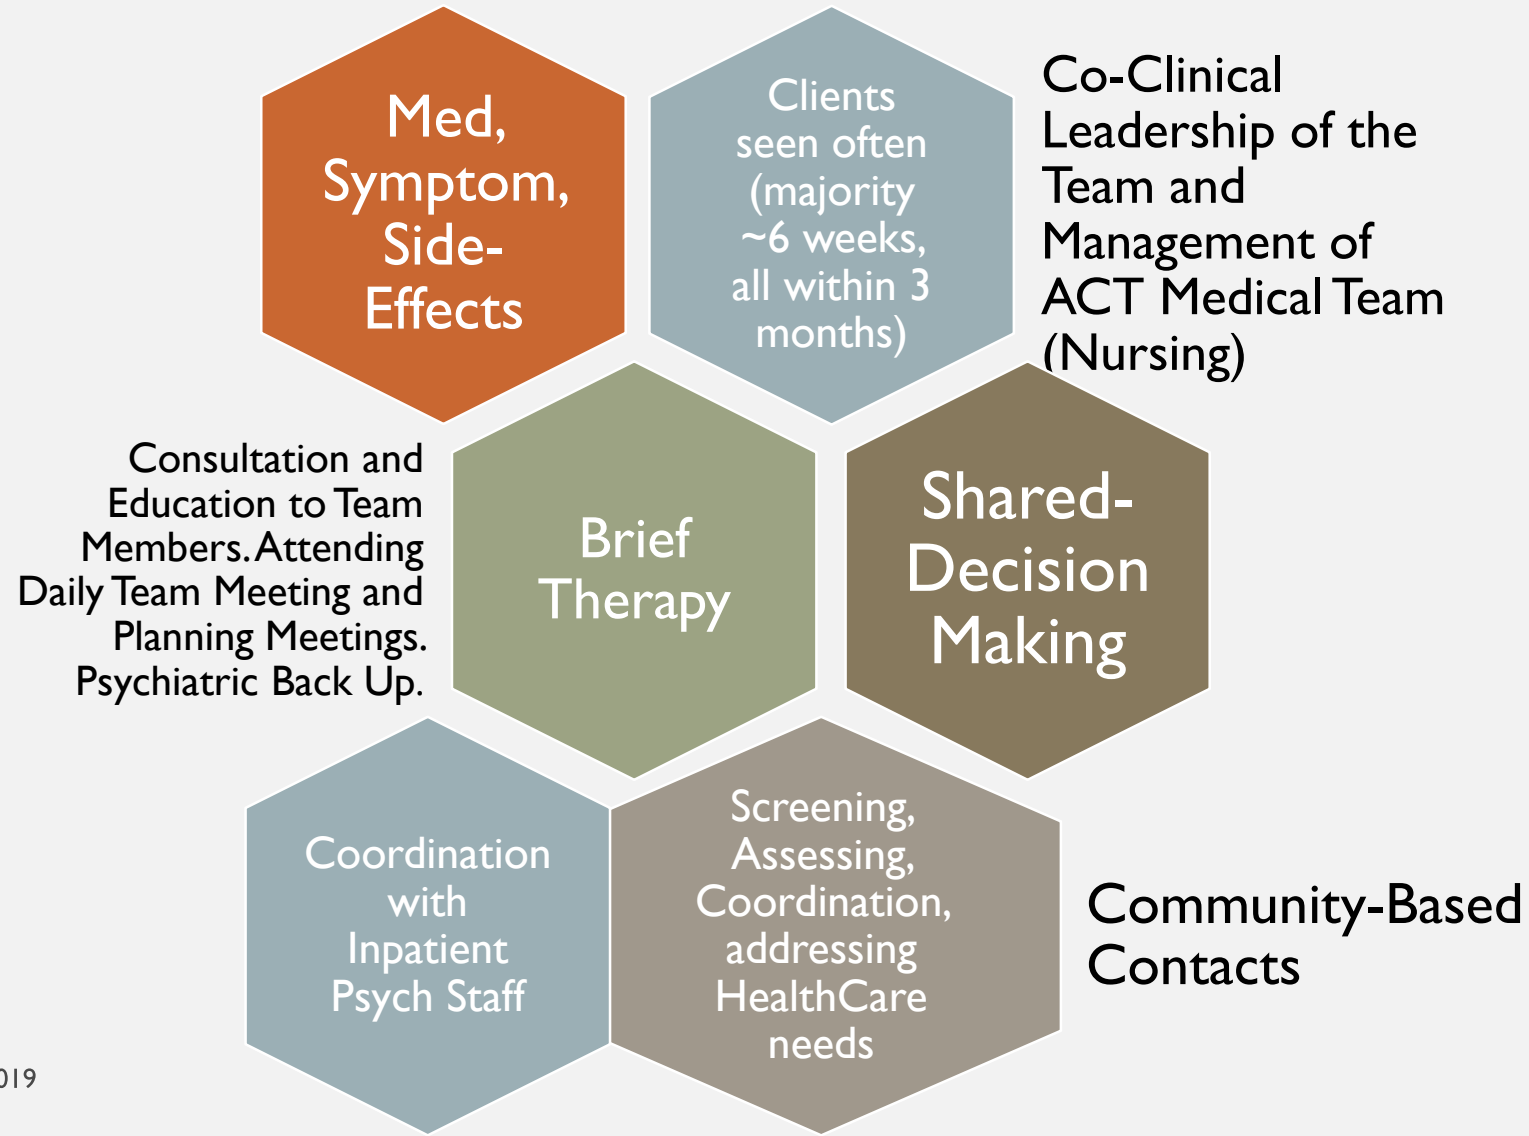 Med,
Symptom,
Side-
Effects
Clients
seen often
(majority
~6 weeks,
all within 3
months)
Co-Clinical
Leadership of the
Team and
Management of
ACT Medical Team
(Nursing)
Consultation and
Education to Team
Members. Attending
Daily Team Meeting and
Planning Meetings.
Psychiatric Back Up.
Brief
Therapy
Shared-
Decision
Making
Coordination
with
Inpatient
Psych Staff
Screening,
Assessing,
Coordination,
addressing
HealthCare
needs
Community-Based
Contacts
019